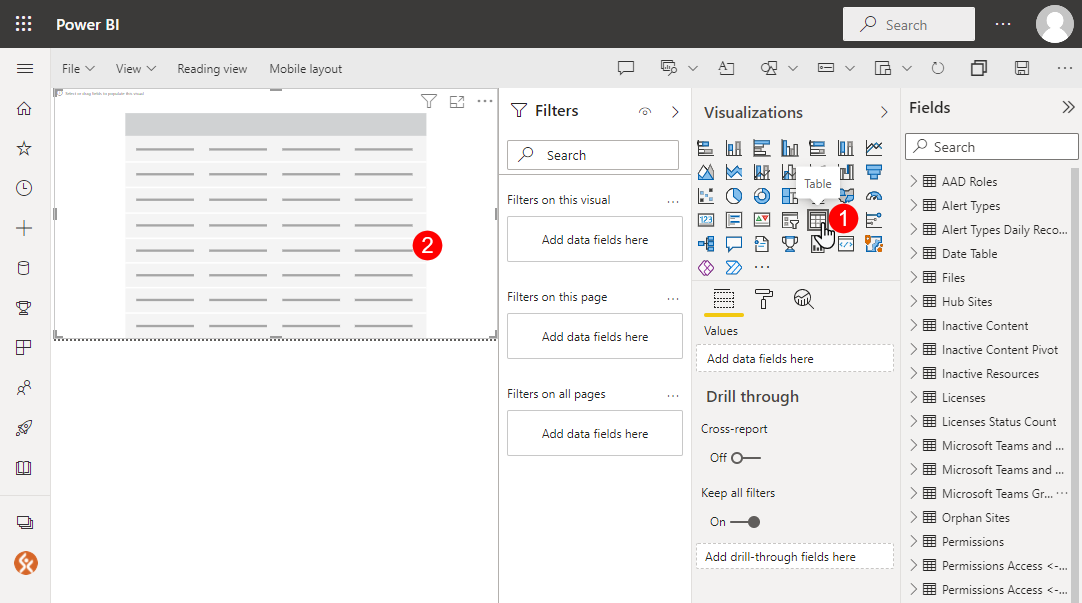 Power BI
Search
File
View
Reading view
Mobile layout
Select or drag fields to populate this visual
2
Filters
Search
Filters on this visual
Add data fields here
Filters on this page
Add data fields here
Filters on all pages
Add data fields here
Visualizations
Table
1
123
Values
Add data fields here
Drill through
Cross-report
Off
Keep all filters
On
Add drill-through fields here
Fields
Search
AAD Roles
Alert Types
Alert Types Daily Reco...
Date Table
Files
Hub Sites
Inactive Content
Inactive Content Pivot
Inactive Resources
Licenses
Licenses Status Count
Microsoft Teams and ...
Microsoft Teams and ...
Microsoft Teams Gr...
Orphan Sites
Permissions
Permissions Access <-...
Permissions Access <-...